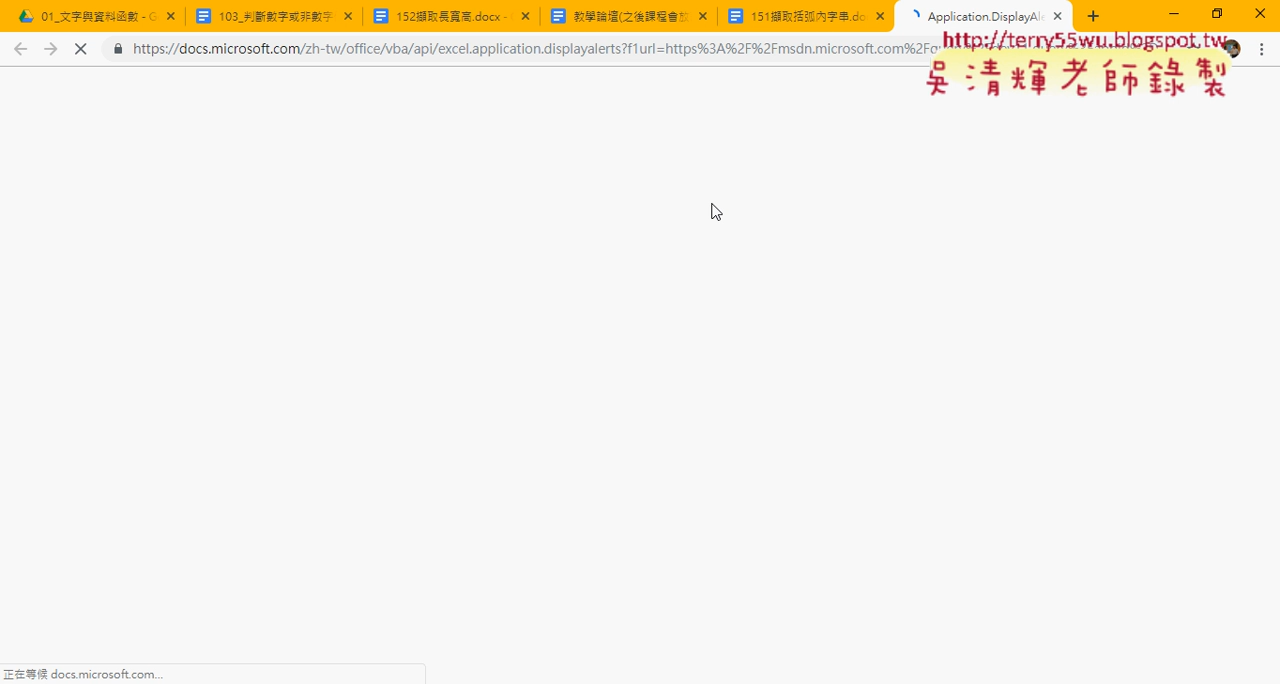 01_文字與資料函數 - G
103_判斷數字或非數字
152擷取長寬高.docx -
教學論壇(之後課程會放
151擷取括弧內字串.do
Application.DisplayAle
https://docs.microsoft.com/zh-tw/office/vba/api/excel.application.displayalerts?f1url=https%3A%2F%2Fmsdn.microsoft.com%2F
http://terry55wu.blogspot.tw
吳清輝老師錄製
正在等候 docs.microsoft.com...